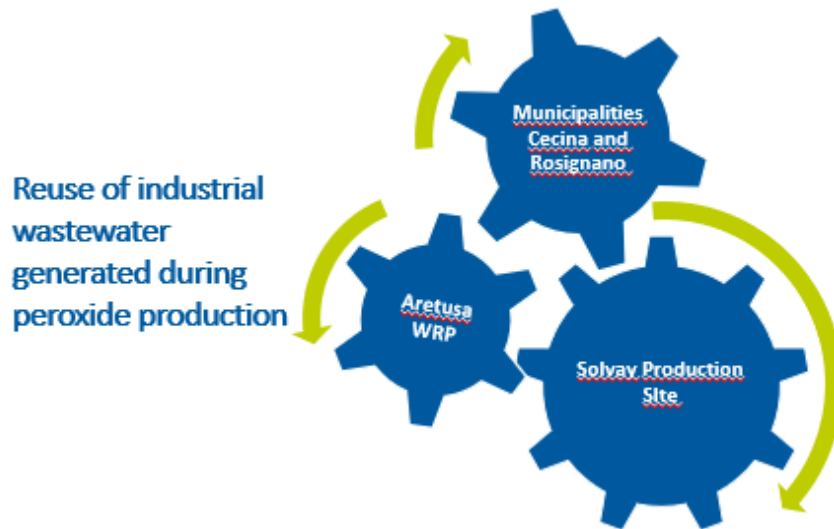 Municipalities
Cecina and
Rosignano
Reuse of industrial
wastewater
generated during
peroxide production
Aretusa
WRP
Solvay Production
SIte